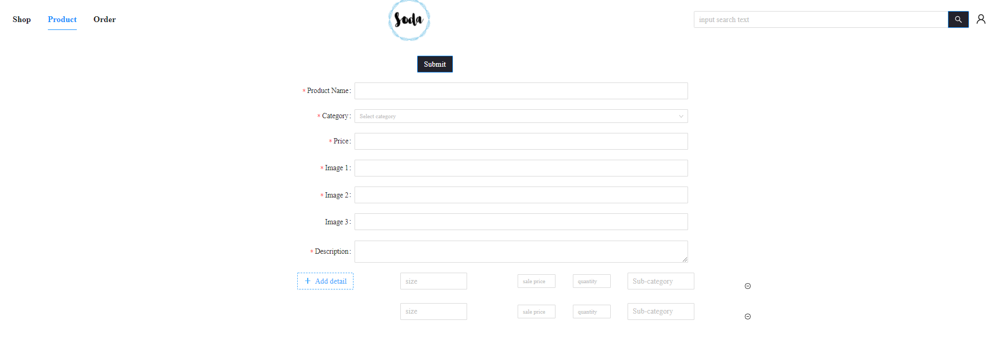 Shop Product Order Soda input search text
Submit
* Product Name:
* Category: Select category
* Price:
* Image 1:
* Image 2:
Image 3:
* Description:
+ Add detail size sale price quantity Sub-category
size sale price quantity Sub-category